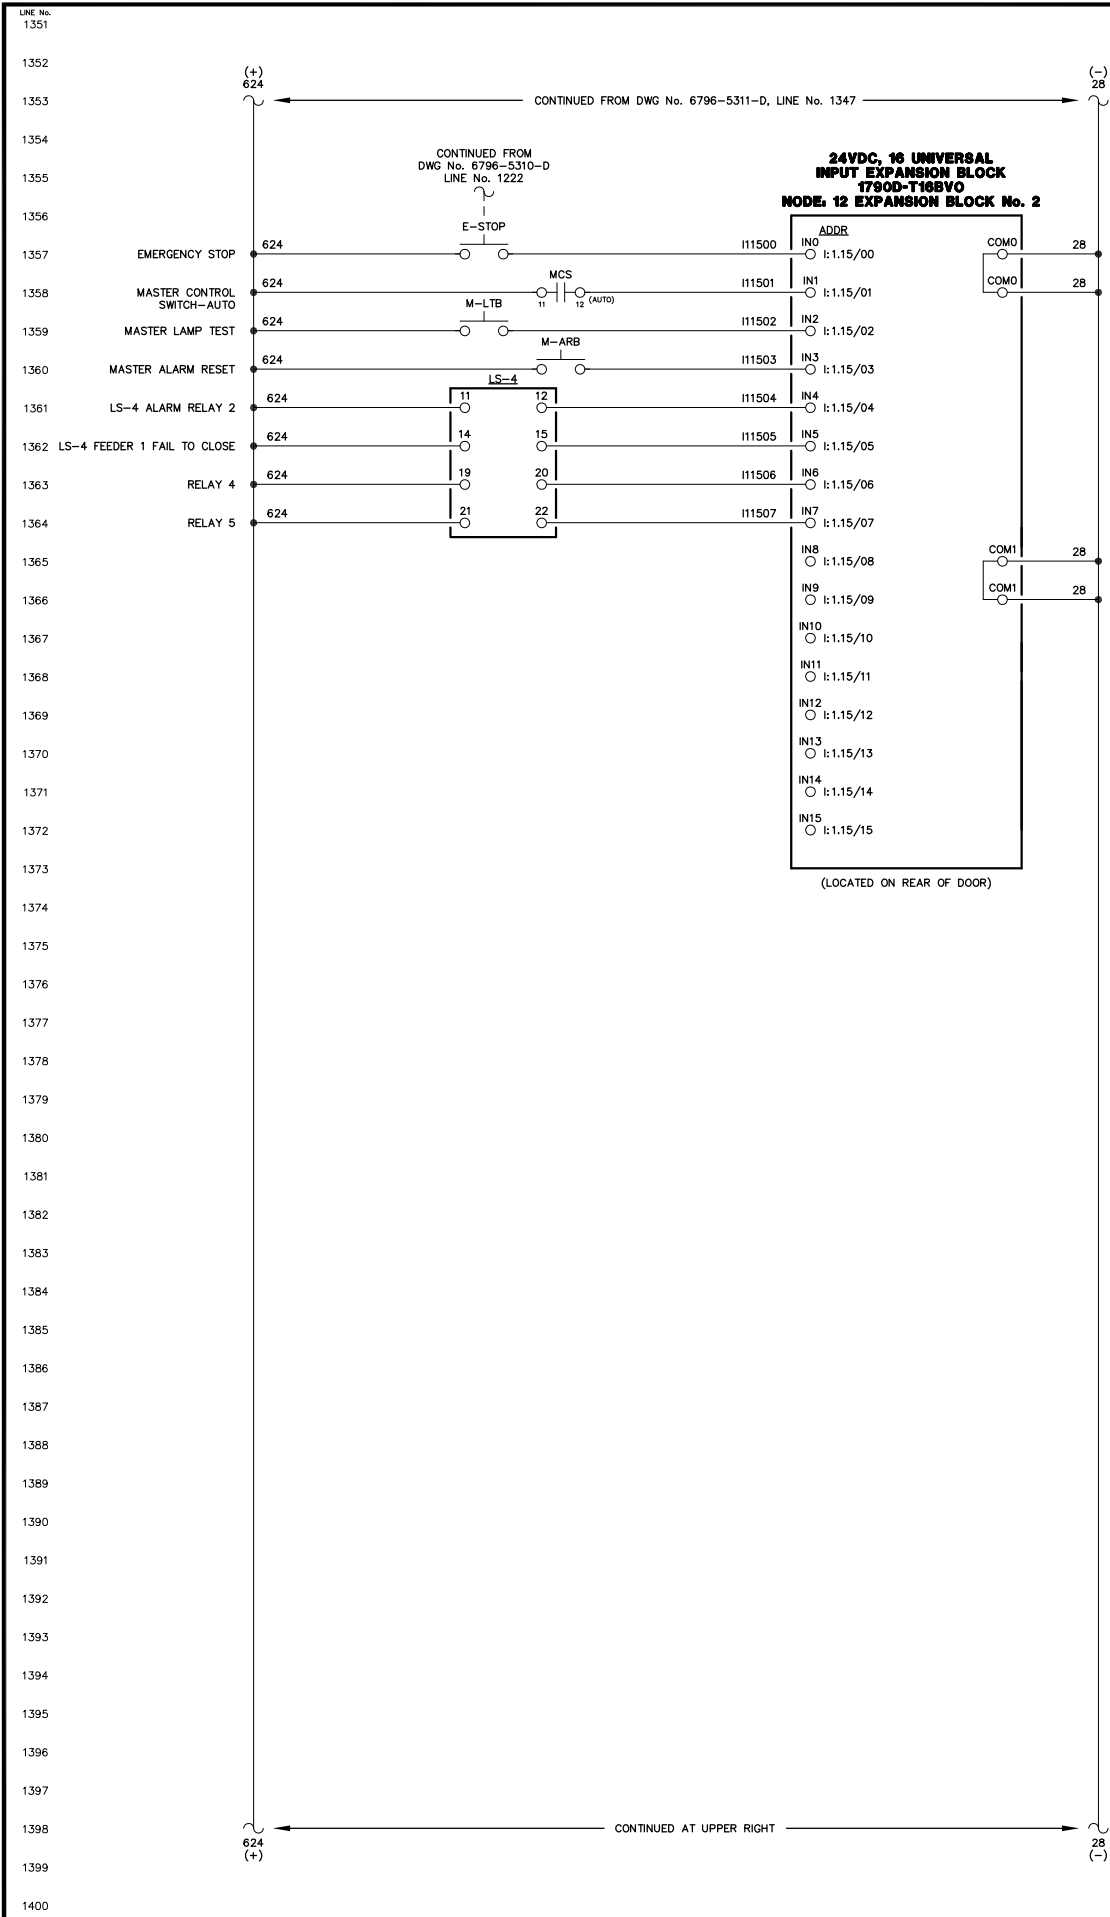 LINE No.
1351
1352
(+)
624
(-)
28
1353
CONTINUED FROM DWG No. 6796-5311-D, LINE No. 1347
1354
CONTINUED FROM
DWG No. 6796-5310-D
LINE No. 1222
24VDC, 16 UNIVERSAL
INPUT EXPANSION BLOCK
1790D-T16BVO
NODE: 12 EXPANSION BLOCK No. 2
1355
1356
E-STOP
ADDR
1357 EMERGENCY STOP 624 I11500 IN0 I:1.15/00 COM0 28
MCS
1358 MASTER CONTROL 624 I11501 IN1 I:1.15/01 COM0 28
SWITCH-AUTO 11 12 (AUTO)
M-LTB
1359 MASTER LAMP TEST 624 I11502 IN2 I:1.15/02
M-ARB
1360 MASTER ALARM RESET 624 I11503 IN3 I:1.15/03
LS-4
1361 LS-4 ALARM RELAY 2 624 11 12 I11504 IN4 I:1.15/04
1362 LS-4 FEEDER 1 FAIL TO CLOSE 624 14 15 I11505 IN5 I:1.15/05
1363 RELAY 4 624 19 20 I11506 IN6 I:1.15/06
1364 RELAY 5 624 21 22 I11507 IN7 I:1.15/07
1365 IN8 I:1.15/08 COM1 28
1366 IN9 I:1.15/09 COM1 28
1367 IN10 I:1.15/10
1368 IN11 I:1.15/11
1369 IN12 I:1.15/12
1370 IN13 I:1.15/13
1371 IN14 I:1.15/14
1372 IN15 I:1.15/15
1373
(LOCATED ON REAR OF DOOR)
1374
1375
1376
1377
1378
1379
1380
1381
1382
1383
1384
1385
1386
1387
1388
1389
1390
1391
1392
1393
1394
1395
1396
1397
1398
CONTINUED AT UPPER RIGHT
624
(+)
28
(-)
1399
1400